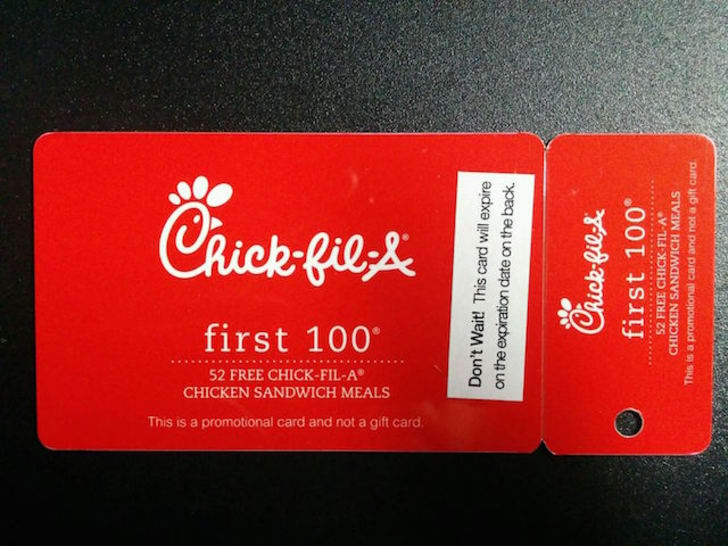 Chick-fil-A®
first 100®
52 FREE CHICK-FIL-A®
CHICKEN SANDWICH MEALS
This is a promotional card and not a gift card.
Don't Wait! This card will expire
on the expiration date on the back.
Chick-fil-A
first 100®
52 FREE CHICK-FIL-A®
CHICKEN SANDWICH MEALS
This is a promotional card and not a gift card.